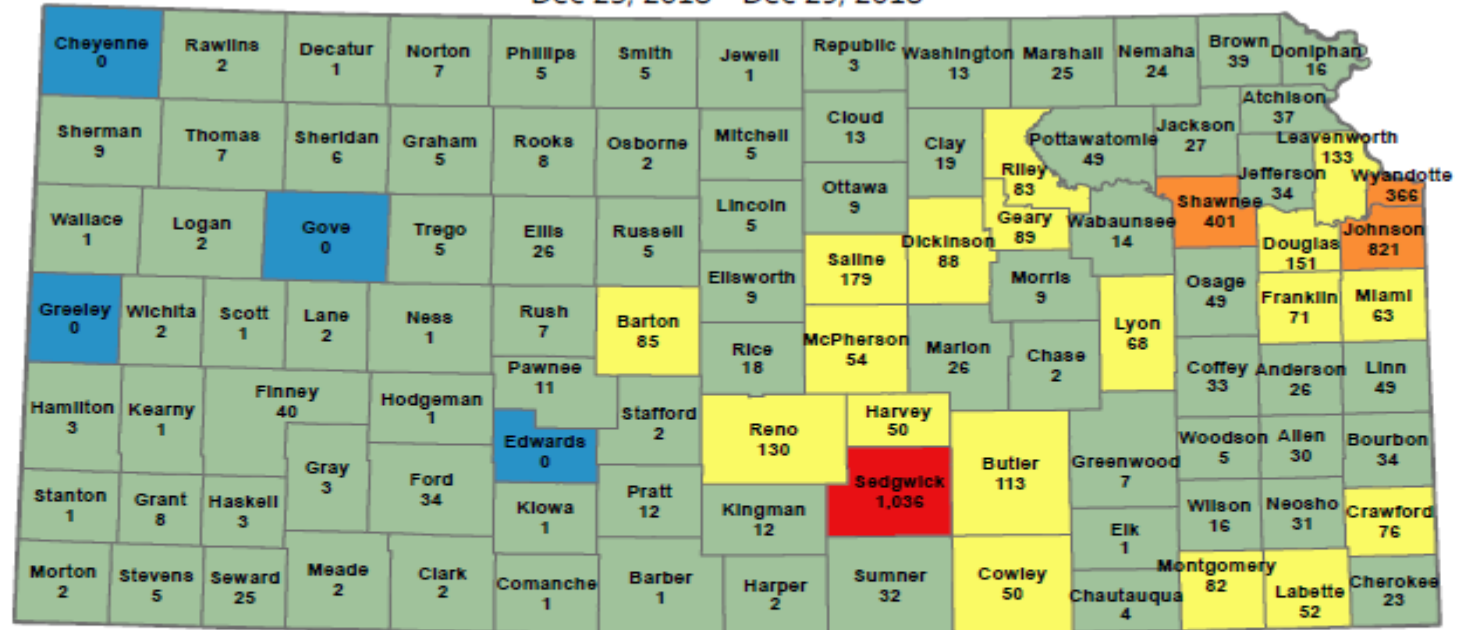 Dec 23, 2018 - Dec 29, 2018
Cheyenne
0
Rawlins
2
Decatur
1
Norton
7
Phillips
5
Smith
5
Jewell
1
Republic
3
Washington
13
Marshall
25
Nemaha
24
Brown
39
Doniphan
16
Sherman
9
Thomas
7
Sheridan
6
Graham
5
Rooks
8
Osborne
2
Mitchell
5
Cloud
13
Clay
19
Riley
83
Pottawatomie
49
Jackson
27
Atchison
37
Jefferson
34
Leavenworth
133
Wyandotte
366
Wallace
1
Logan
2
Gove
0
Trego
5
Ellis
26
Russell
5
Lincoln
5
Ottawa
9
Dickinson
88
Geary
89
Wabaunsee
14
Shawnee
401
Douglas
151
Johnson
821
Greeley
0
Wichita
2
Scott
1
Lane
2
Ness
1
Rush
7
Barton
85
Ellsworth
9
Saline
179
Morris
9
Lyon
68
Osage
49
Franklin
71
Miami
63
Rice
18
McPherson
54
Marion
26
Chase
2
Coffey
33
Anderson
26
Linn
49
Hamilton
3
Kearny
1
Finney
40
Hodgeman
1
Pawnee
11
Stafford
2
Edwards
0
Reno
130
Harvey
50
Sedgwick
1,036
Butler
113
Greenwood
7
Woodson
5
Allen
30
Bourbon
34
Stanton
1
Grant
8
Haskell
3
Gray
3
Ford
34
Kiowa
1
Pratt
12
Kingman
12
Elk
1
Wilson
16
Neosho
31
Crawford
76
Morton
2
Stevens
5
Seward
25
Meade
2
Clark
2
Comanche
1
Barber
1
Harper
2
Sumner
32
Cowley
50
Chautauqua
4
Montgomery
82
Labette
52
Cherokee
23